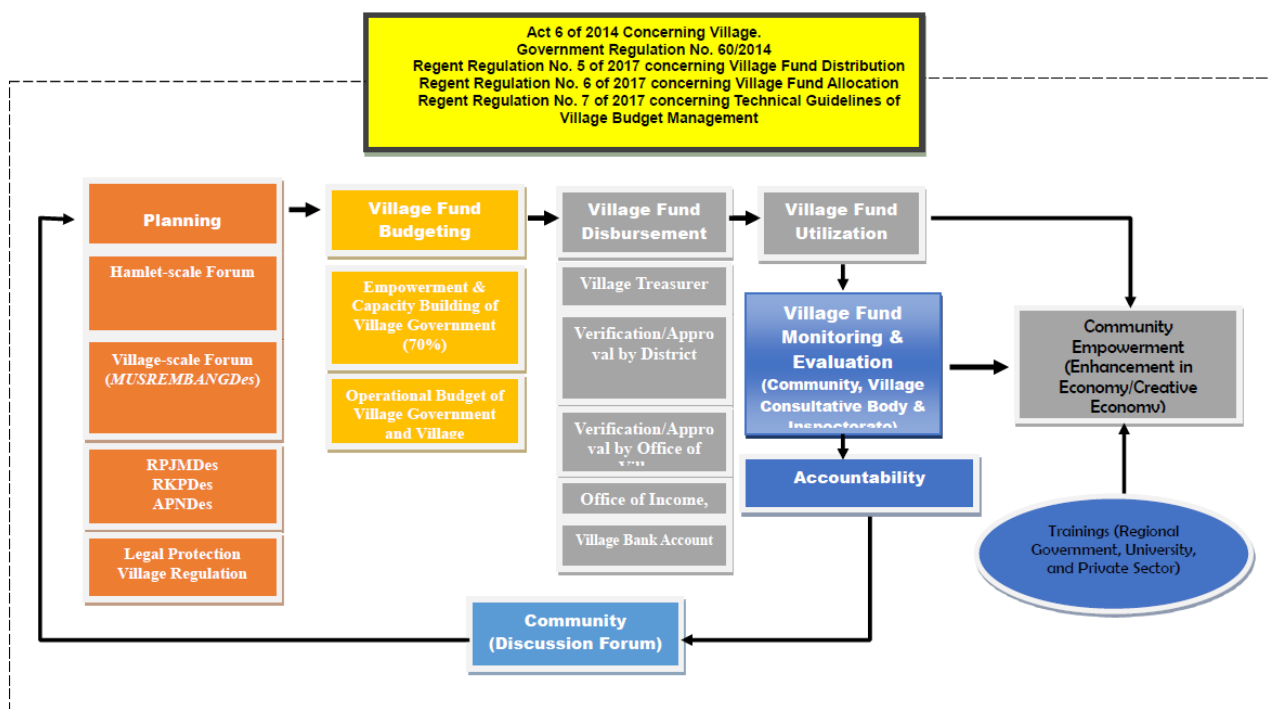 Act 6 of 2014 Concerning Village.
Government Regulation No. 60/2014
Regent Regulation No. 5 of 2017 concerning Village Fund Distribution
Regent Regulation No. 6 of 2017 concerning Village Fund Allocation
Regent Regulation No. 7 of 2017 concerning Technical Guidelines of
Village Budget Management
Planning
Hamlet-scale Forum
Village-scale Forum
(MUSREMBANGDes)
RPJMDes
RKPDes
APNDes
Legal Protection
Village Regulation
Village Fund
Budgeting
Empowerment &
Capacity Building of
Village Government
(70%)
Operational Budget of
Village Government
and Village
Village Fund
Disbursement
Village Treasurer
Verification/Appro
val by District
Verification/Appro
val by Office of
Office of Income,
Village Bank Account
Village Fund
Utilization
Village Fund
Monitoring &
Evaluation
(Community, Village
Consultative Body &
Inspectorate)
Accountability
Community
Empowerment
(Enhancement in
Economy/Creative
Economy)
Trainings (Regional
Government, University,
and Private Sector)
Community
(Discussion Forum)